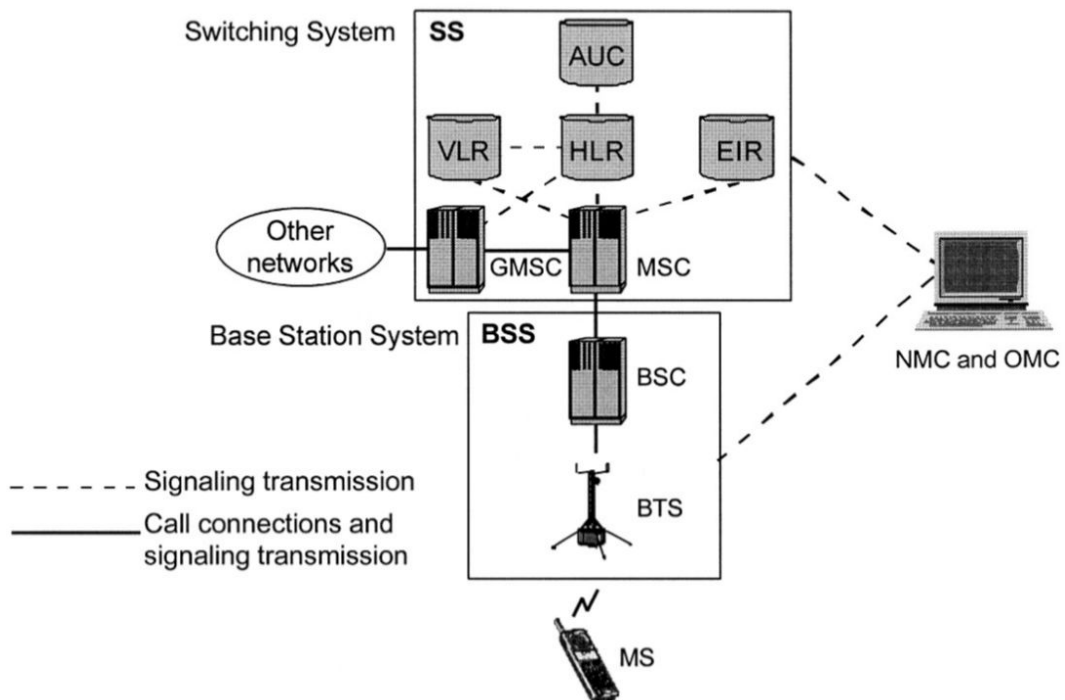 Switching System
SS
AUC
VLR
HLR
EIR
Other
networks
GMSC
MSC
Base Station System
BSS
BSC
NMC and OMC
BTS
Signaling transmission
Call connections and
signaling transmission
MS